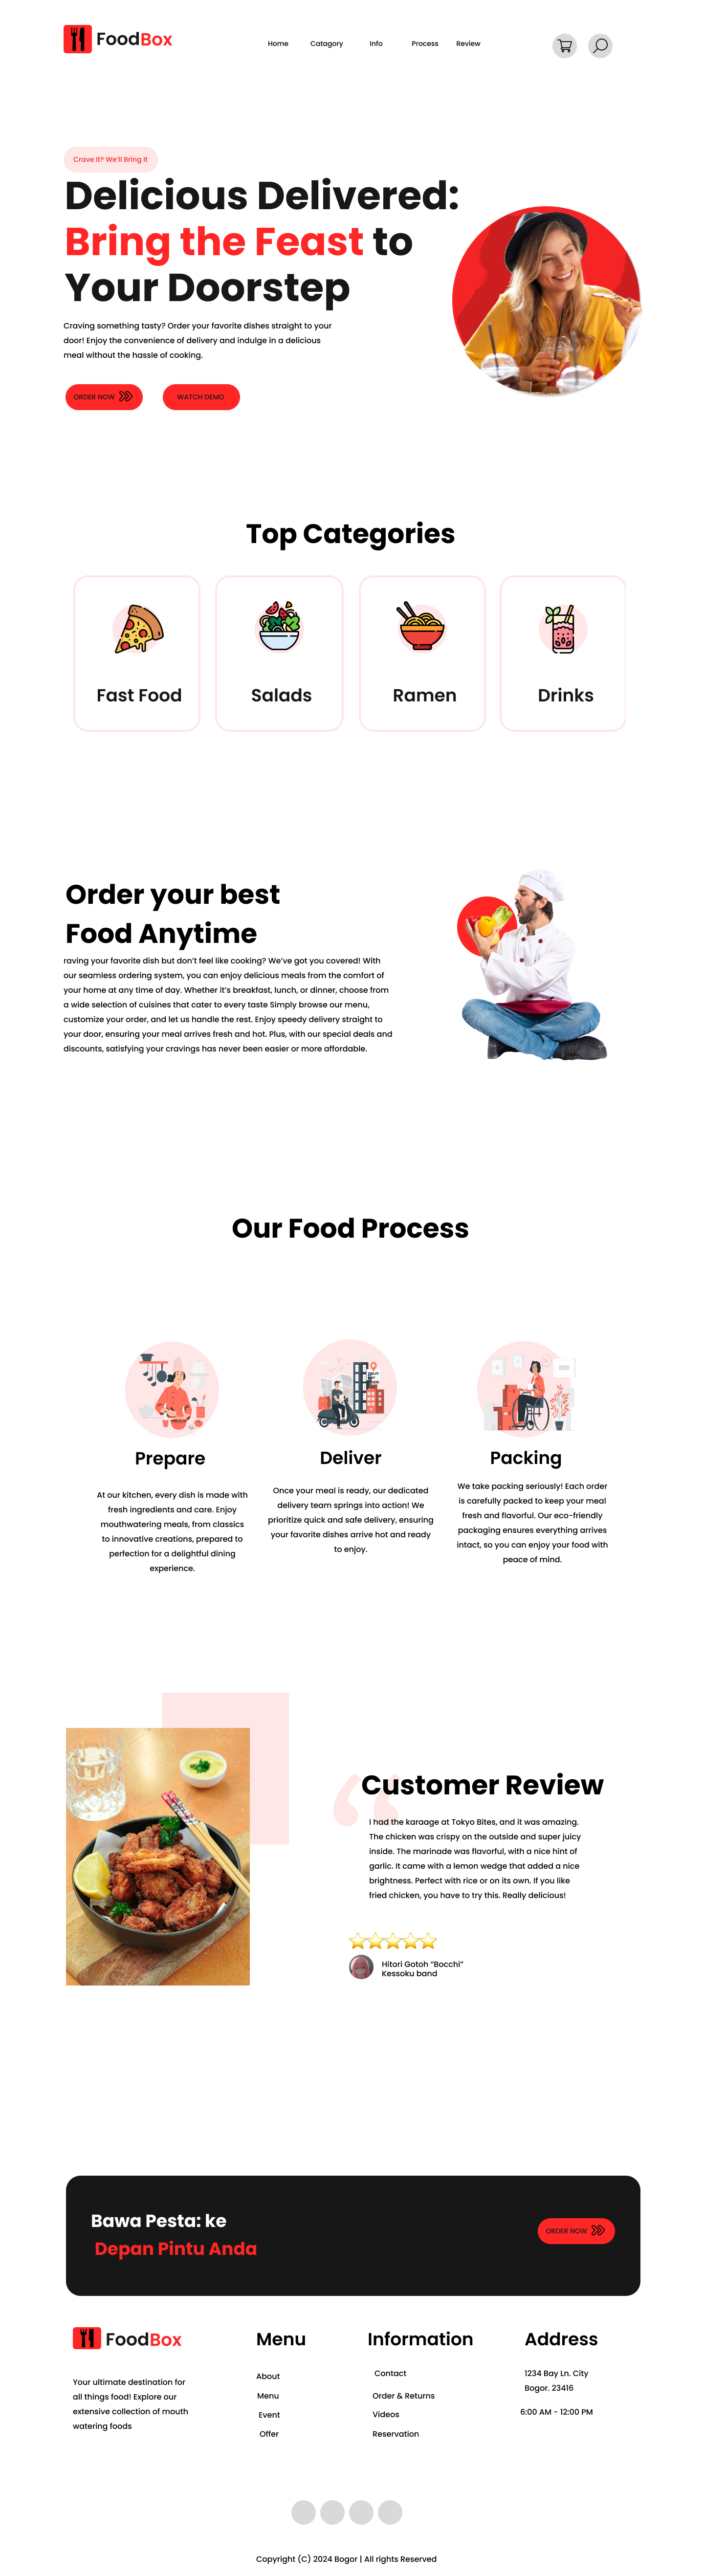 FoodBox
Home Catagory Info Process Review
Crave it? We'll Bring It
Delicious Delivered:
Bring the Feast to
Your Doorstep
Craving something tasty? Order your favorite dishes straight to your
door! Enjoy the convenience of delivery and indulge in a delicious
meal without the hassle of cooking.
ORDER NOW WATCH DEMO
Top Categories
Fast Food Salads Ramen Drinks
Order your best
Food Anytime
raving your favorite dish but don't feel like cooking? We've got you covered! With
our seamless ordering system, you can enjoy delicious meals from the comfort of
your home at any time of day. Whether it's breakfast, lunch, or dinner, choose from
a wide selection of cuisines that cater to every taste Simply browse our menu,
customize your order, and let us handle the rest. Enjoy speedy delivery straight to
your door, ensuring your meal arrives fresh and hot. Plus, with our special deals and
discounts, satisfying your cravings has never been easier or more affordable.
Our Food Process
Prepare
At our kitchen, every dish is made with
fresh ingredients and care. Enjoy
mouthwatering meals, from classics
to innovative creations, prepared to
perfection for a delightful dining
experience.
Deliver
Once your meal is ready, our dedicated
delivery team springs into action! We
prioritize quick and safe delivery, ensuring
your favorite dishes arrive hot and ready
to enjoy.
Packing
We take packing seriously! Each order
is carefully packed to keep your meal
fresh and flavorful. Our eco-friendly
packaging ensures everything arrives
intact, so you can enjoy your food with
peace of mind.
Customer Review
I had the karaage at Tokyo Bites, and it was amazing.
The chicken was crispy on the outside and super juicy
inside. The marinade was flavorful, with a nice hint of
garlic. It came with a lemon wedge that added a nice
brightness. Perfect with rice or on its own. If you like
fried chicken, you have to try this. Really delicious!
Hitori Gotoh "Bocchi"
Kessoku band
Bawa Pesta: ke
Depan Pintu Anda
ORDER NOW
FoodBox
Your ultimate destination for
all things food! Explore our
extensive collection of mouth
watering foods
Menu
About
Menu
Event
Offer
Information
Contact
Order & Returns
Videos
Reservation
Address
1234 Bay Ln. City
Bogor. 23416
6:00 AM - 12:00 PM
Copyright (C) 2024 Bogor | All rights Reserved